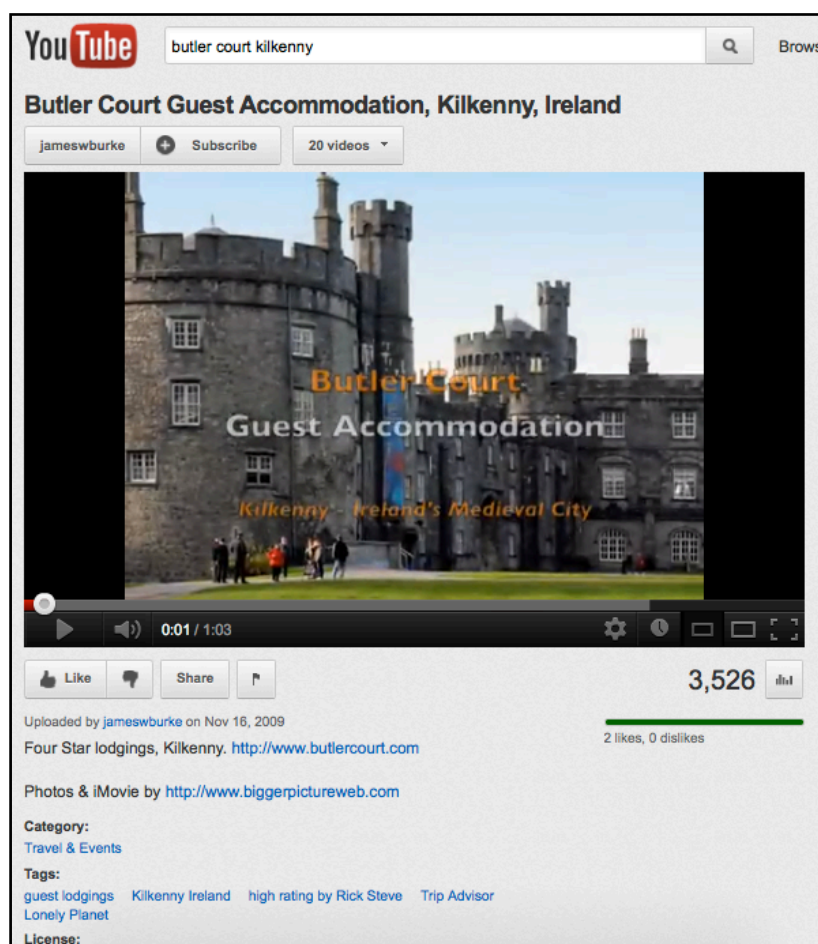 YouTube
butler court kilkenny
Brows
Butler Court Guest Accommodation, Kilkenny, Ireland
jameswburke Subscribe 20 videos
Butler Court
Guest Accommodation
Kilkenny - Ireland's Medieval City
0:01 / 1:03
Like Share 3,526
Uploaded by jameswburke on Nov 16, 2009
2 likes, 0 dislikes
Four Star lodgings, Kilkenny. http://www.butlercourt.com
Photos & iMovie by http://www.biggerpictureweb.com
Category:
Travel & Events
Tags:
guest lodgings Kilkenny Ireland high rating by Rick Steve Trip Advisor
Lonely Planet
License: